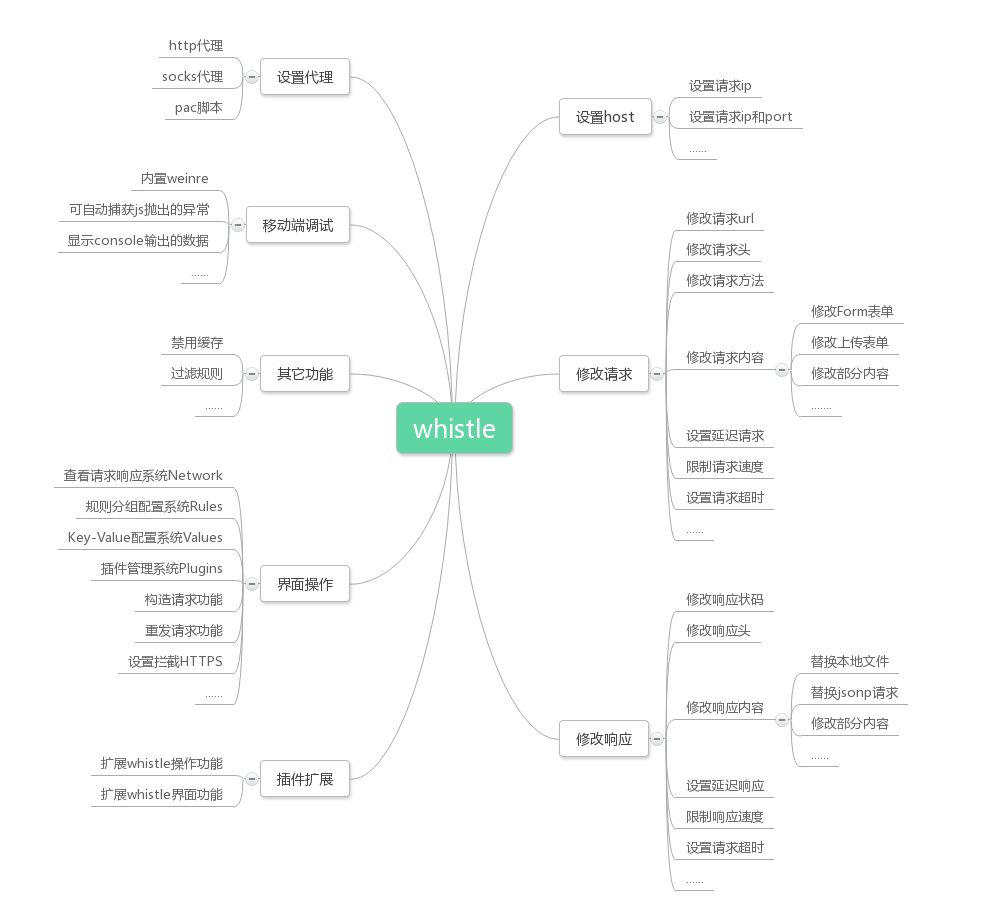 whistle
设置代理
http代理
socks代理
pac脚本
移动端调试
内置weinre
可自动捕获js抛出的异常
显示console输出的数据
......
其它功能
禁用缓存
过滤规则
......
界面操作
查看请求响应系统Network
规则分组配置系统Rules
Key-Value配置系统Values
插件管理系统Plugins
构造请求功能
重发请求功能
设置拦截HTTPS
......
插件扩展
扩展whistle操作功能
扩展whistle界面功能
设置host
设置请求ip
设置请求ip和port
......
修改请求
修改请求url
修改请求头
修改请求方法
修改请求内容
修改Form表单
修改上传表单
修改部分内容
.......
设置延迟请求
限制请求速度
设置请求超时
......
修改响应
修改响应状码
修改响应头
修改响应内容
替换本地文件
替换jsonp请求
修改部分内容
......
设置延迟响应
限制响应速度
设置请求超时
......